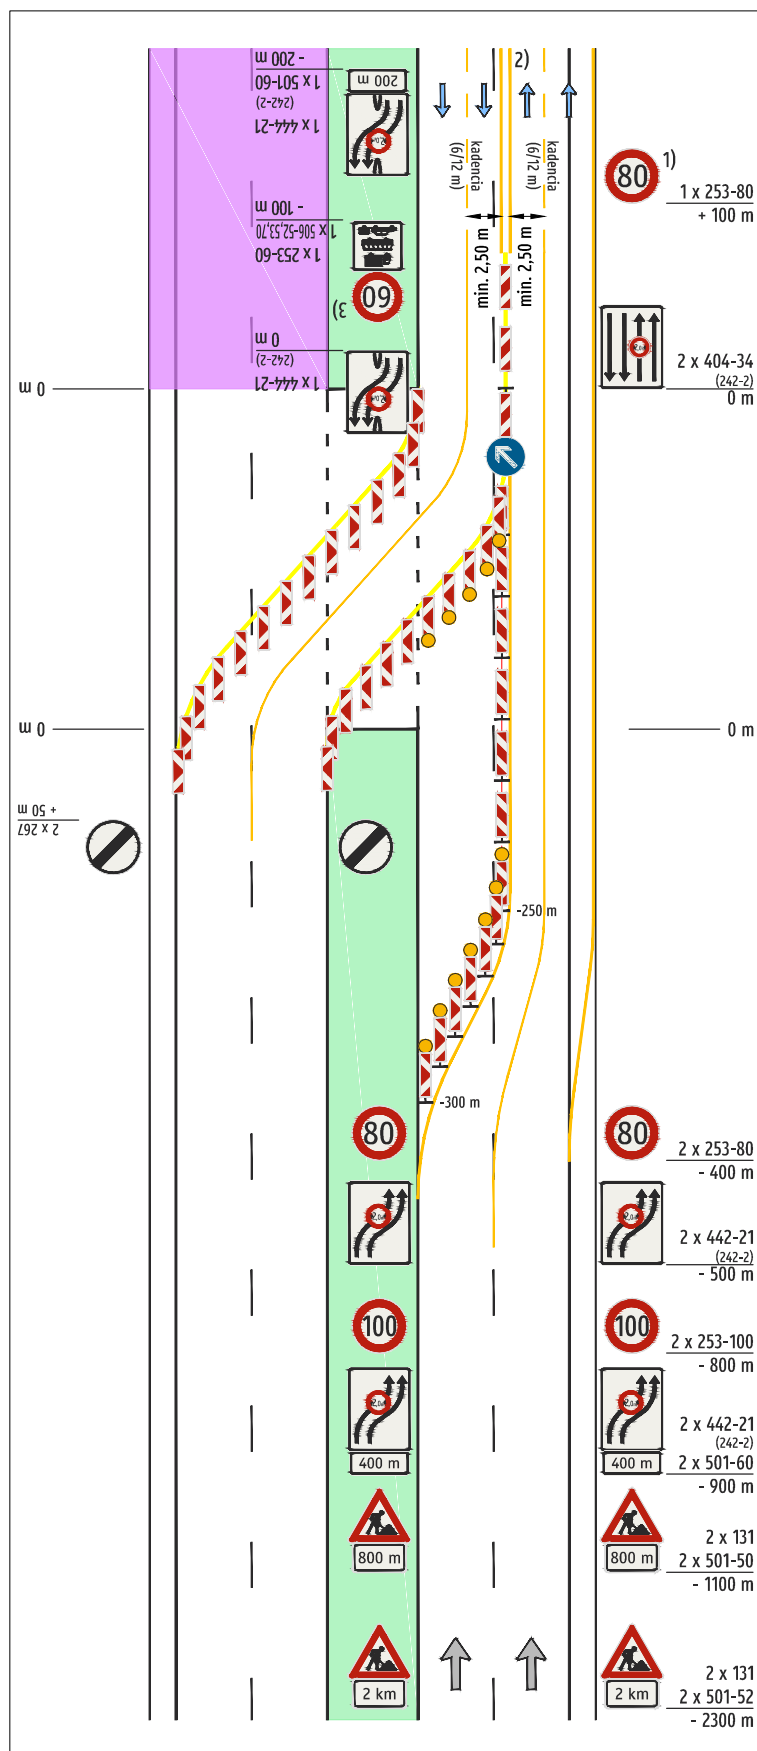 - 200 m
1 x 501-60
(242-2)
1 x 444-21
200 m
2)
kadencia
(6/12 m)
kadencia
(6/12 m)
80
1)
1 x 253-80
+ 100 m
- 100 m
1 x 506-52,53,70
1 x 253-60
60
3)
min. 2,50 m
min. 2,50 m
0 m
(242-2)
1 x 444-21
2 x 404-34
(242-2)
0 m
0 m
0 m
0 m
+ 50 m
2 x 267
-250 m
-300 m
80
80
2 x 253-80
- 400 m
2 x 442-21
(242-2)
- 500 m
100
100
2 x 253-100
- 800 m
2 x 442-21
(242-2)
400 m
400 m
2 x 501-60
- 900 m
2 x 131
800 m
800 m
2 x 501-50
- 1100 m
2 x 131
2 km
2 km
2 x 501-52
- 2300 m